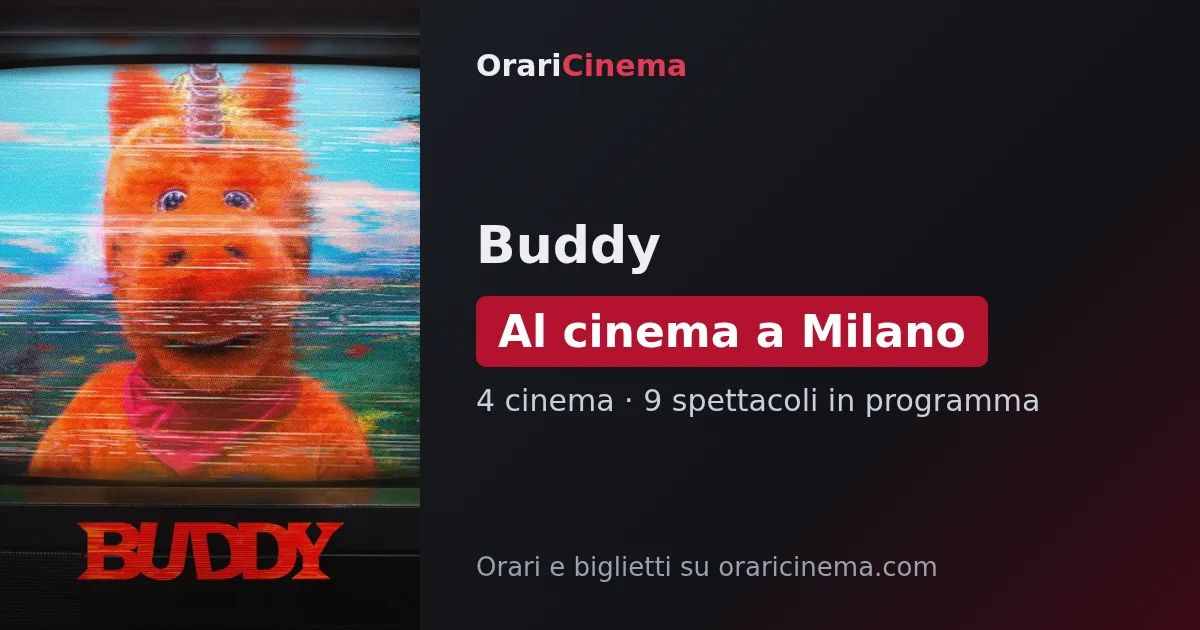 OrariCinema
Buddy
Al cinema a Milano
4 cinema · 9 spettacoli in programma
Orari e biglietti su oraricinema.com
BUDDY